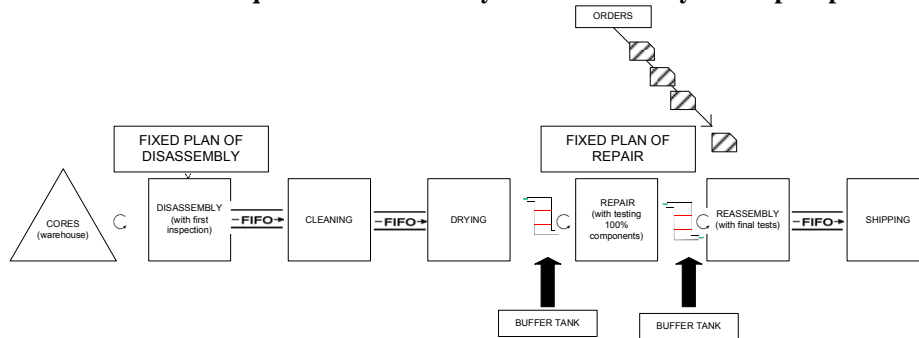 ORDERS
FIXED PLAN OF
DISASSEMBLY
FIXED PLAN OF
REPAIR
CORES
(warehouse)
DISASSEMBLY
(with first
inspection)
FIFO
CLEANING
FIFO
DRYING
REPAIR
(with testing
100%
components)
REASSEMBLY
(with final tests)
FIFO
SHIPPING
BUFFER TANK
BUFFER TANK